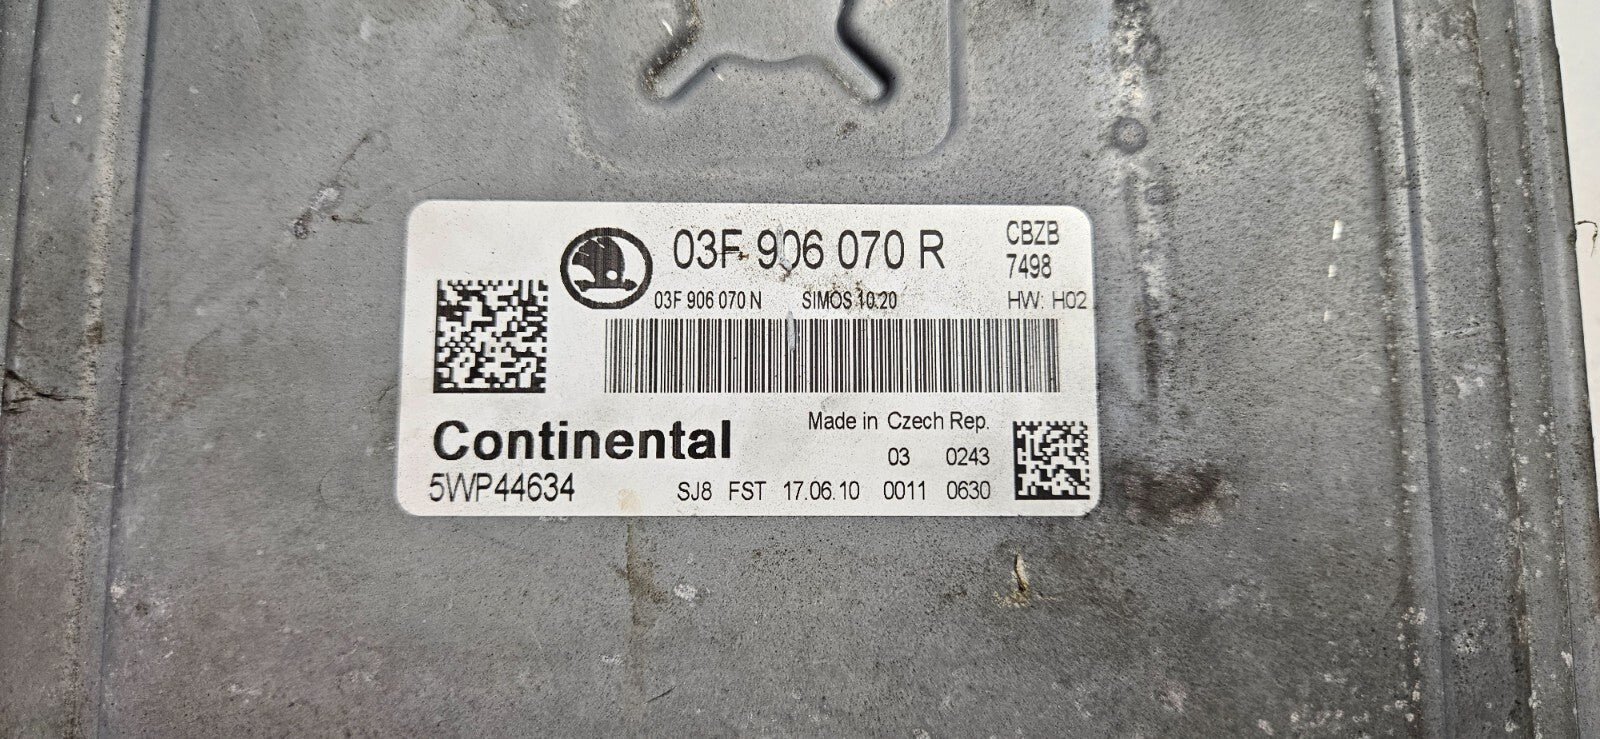 03F 906 070 R CBZB
7498
03F 906 070 N SIMOS 10.20 HW: H02
Made in Czech Rep.
Continental 03 0243
5WP44634 SJ8 FST 17.06.10 0011 0630